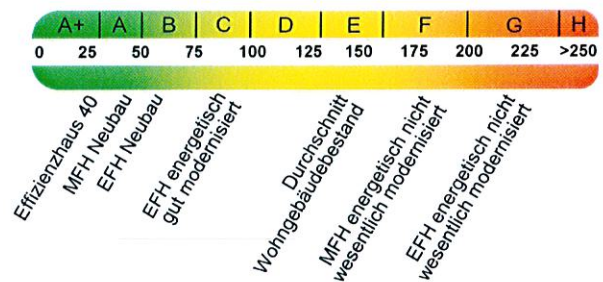 A+ A B C D E F G H
0 25 50 75 100 125 150 175 200 225 >250
Effizienzhaus 40
MFH Neubau
EFH Neubau
EFH energetisch
gut modernisiert
Durchschnitt
Wohngebäudebestand
MFH energetisch nicht
wesentlich modernisiert
EFH energetisch nicht
wesentlich modernisiert